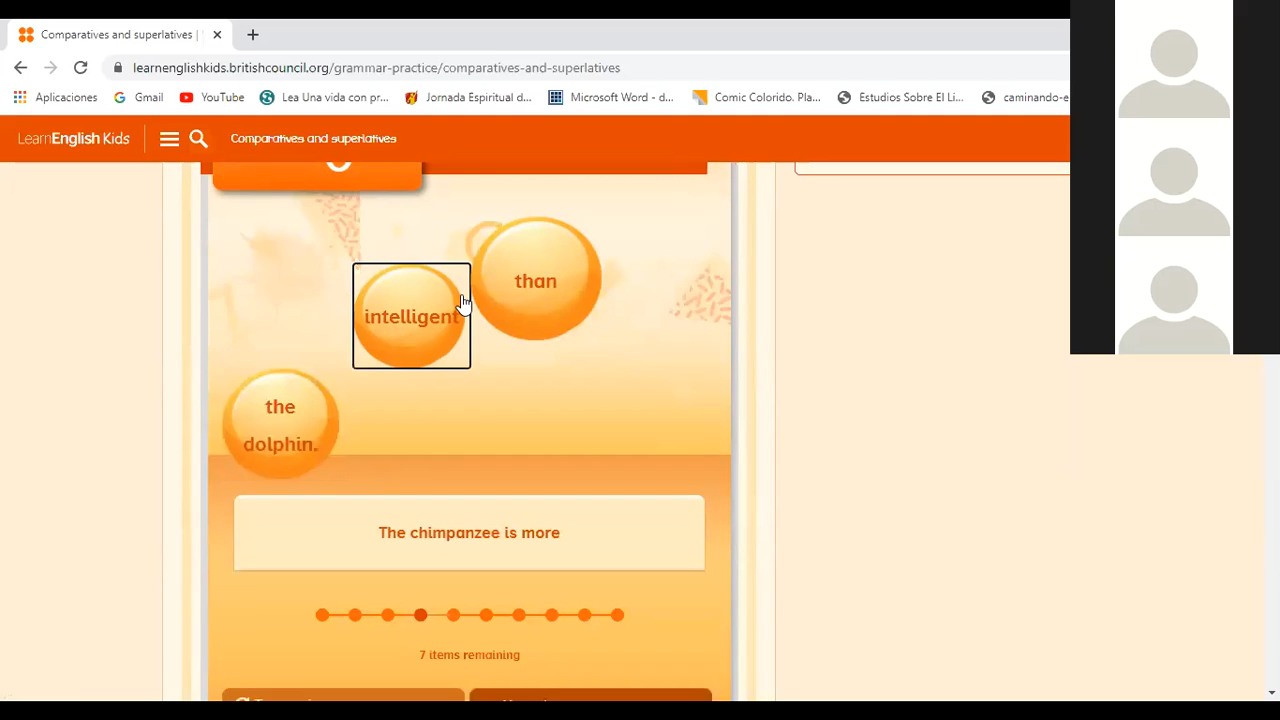 Comparatives and superlatives |
learnenglishkids.britishcouncil.org/grammar-practice/comparatives-and-superlatives
Aplicaciones Gmail YouTube Lea Una vida con pr... Jornada Espiritual d... Microsoft Word - d... Comic Colorido. Pla... Estudios Sobre El Li... caminando-e
LearnEnglish Kids Comparatives and superlatives
than
intelligent
the
dolphin.
The chimpanzee is more
7 items remaining